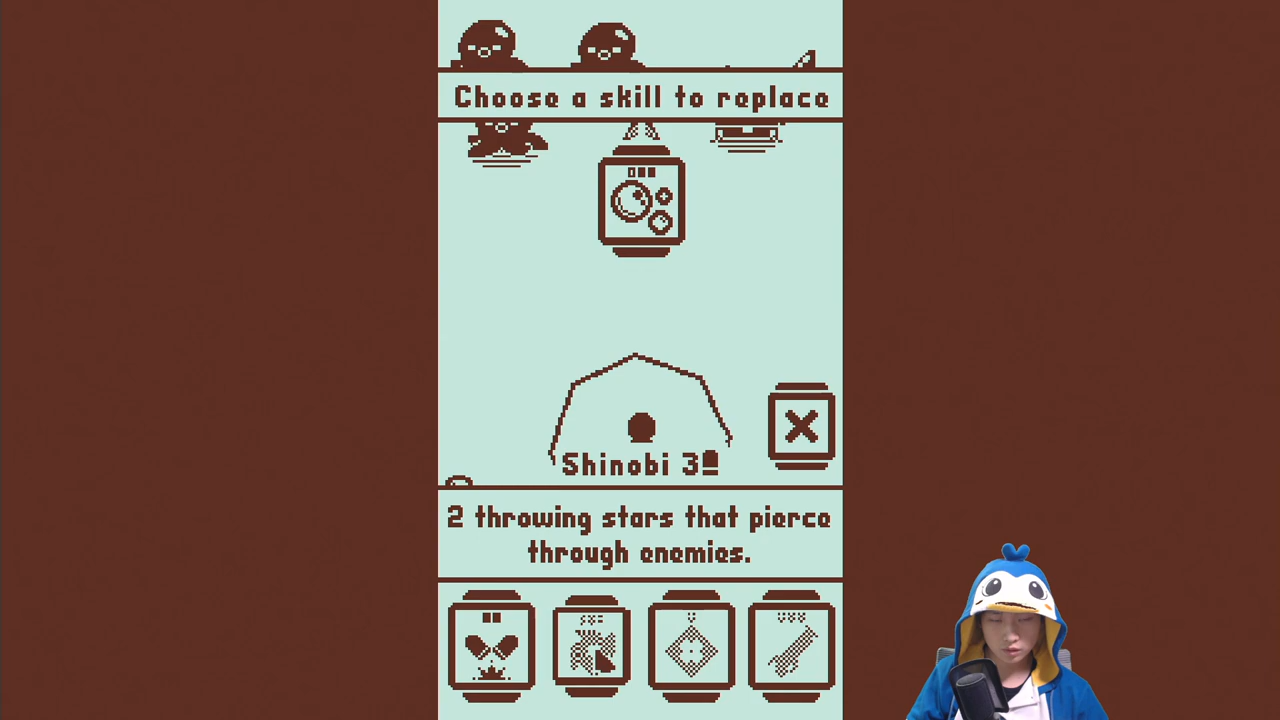 Choose a skill to replace
Shinobi 3
2 throwing stars that pierce
through enemies.